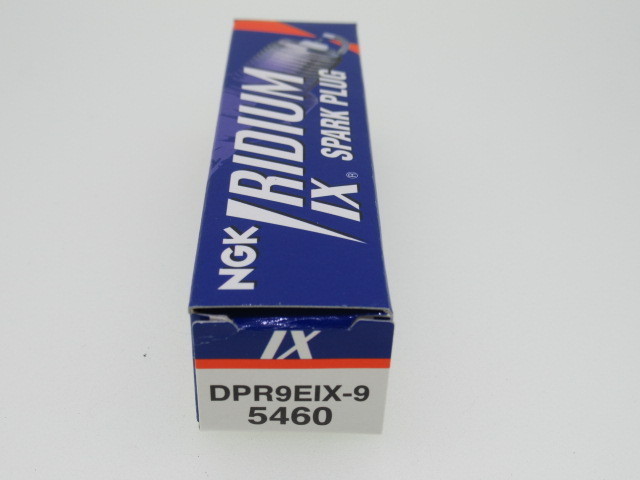 NGK IRIDIUM
IX® SPARK PLUG
IX
DPR9EIX-9
5460